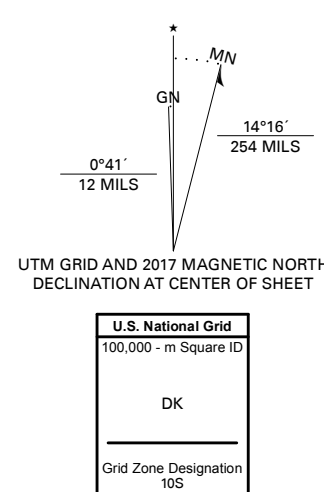 ★
MN
GN
14°16´
254 MILS
0°41´
12 MILS
UTM GRID AND 2017 MAGNETIC NORTH
DECLINATION AT CENTER OF SHEET
U.S. National Grid
100,000 - m Square ID
DK
Grid Zone Designation
10S